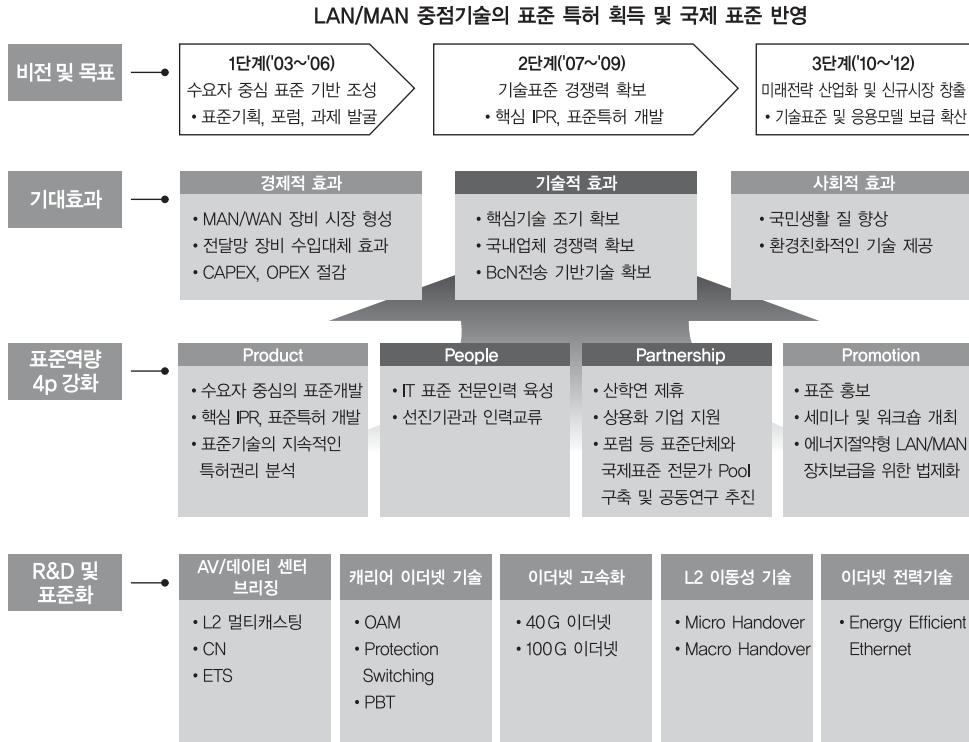 LAN/MAN 중점기술의 표준 특허 획득 및 국제 표준 반영
비전 및 목표
1단계('03~'06)
수요자 중심 표준 기반 조성
• 표준기획, 포럼, 과제 발굴
2단계('07~'09)
기술표준 경쟁력 확보
• 핵심 IPR, 표준특허 개발
3단계('10~'12)
미래전략 산업화 및 신규시장 창출
• 기술표준 및 응용모델 보급 확산
기대효과
경제적 효과
• MAN/WAN 장비 시장 형성
• 전달망 장비 수입대체 효과
• CAPEX, OPEX 절감
기술적 효과
• 핵심기술 조기 확보
• 국내업체 경쟁력 확보
• BcN전송 기반기술 확보
사회적 효과
• 국민생활 질 향상
• 환경친화적인 기술 제공
표준역량
4p 강화
Product
• 수요자 중심의 표준개발
• 핵심 IPR, 표준특허 개발
• 표준기술의 지속적인
특허권리 분석
People
• IT 표준 전문인력 육성
• 선진기관과 인력교류
Partnership
• 산학연 제휴
• 상용화 기업 지원
• 포럼 등 표준단체와
국제표준 전문가 Pool
구축 및 공동연구 추진
Promotion
• 표준 홍보
• 세미나 및 워크숍 개최
• 에너지절약형 LAN/MAN
장치보급을 위한 법제화
R&D 및
표준화
AV/데이터 센터
브리징
• L2 멀티캐스팅
• CN
• ETS
캐리어 이더넷 기술
• OAM
• Protection
Switching
• PBT
이더넷 고속화
• 40G 이더넷
• 100G 이더넷
L2 이동성 기술
• Micro Handover
• Macro Handover
이더넷 전력기술
• Energy Efficient
Ethernet